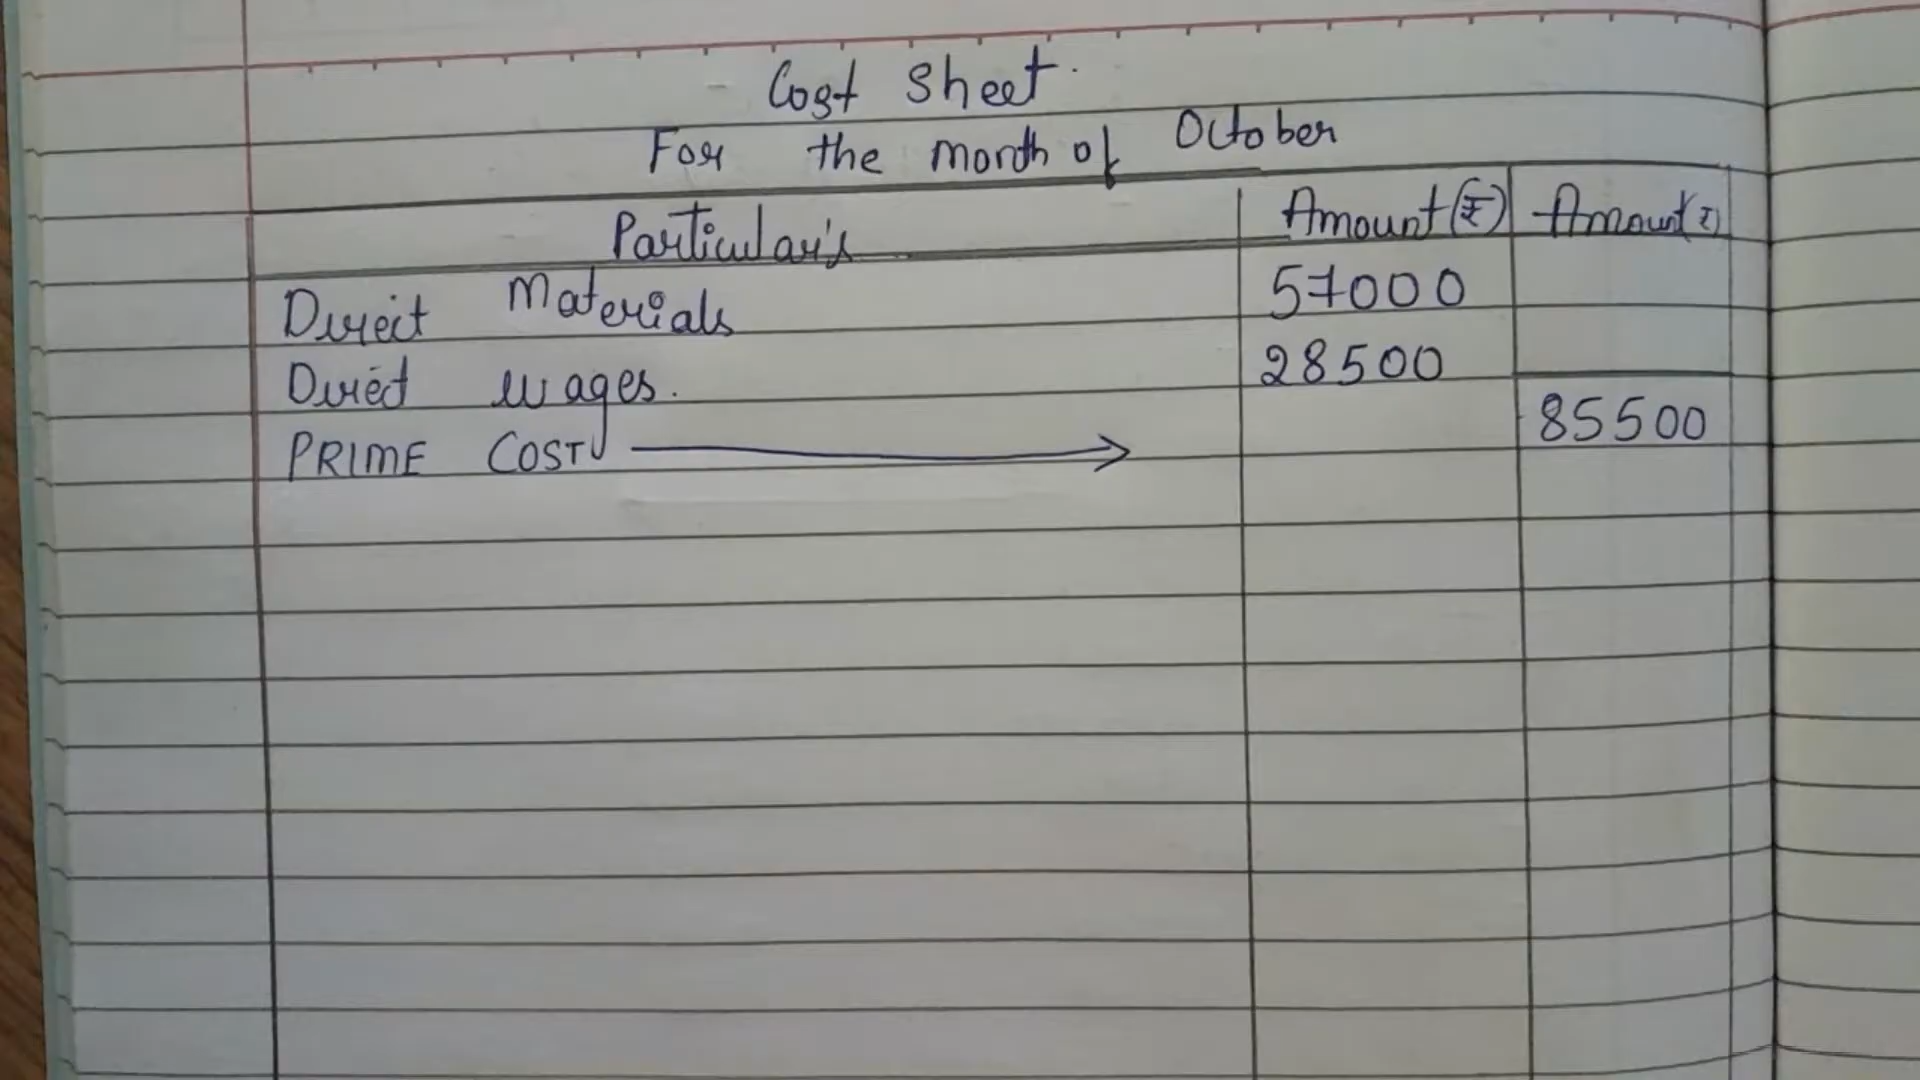 Cost Sheet.
For the month of October
Particular's Amount(₹) Amount(₹)
Direct Materials 57000
Direct wages. 28500
PRIME COST 85500